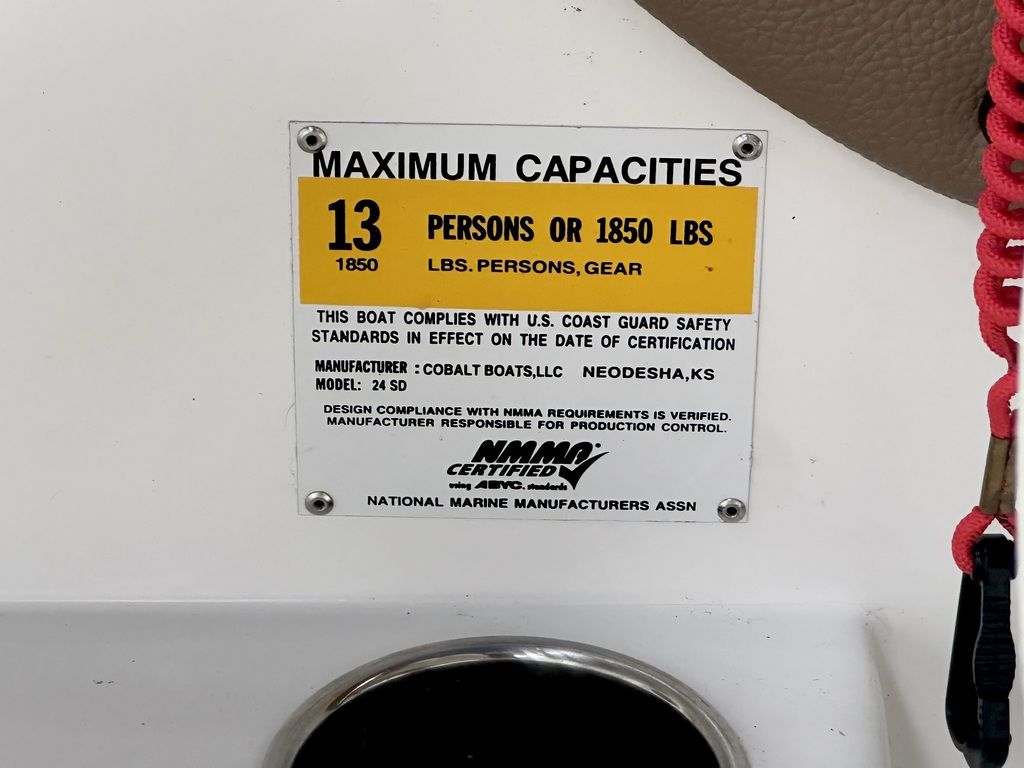 MAXIMUM CAPACITIES
13 PERSONS OR 1850 LBS
1850 LBS. PERSONS, GEAR
THIS BOAT COMPLIES WITH U.S. COAST GUARD SAFETY
STANDARDS IN EFFECT ON THE DATE OF CERTIFICATION
MANUFACTURER : COBALT BOATS,LLC NEODESHA,KS
MODEL: 24 SD
DESIGN COMPLIANCE WITH NMMA REQUIREMENTS IS VERIFIED.
MANUFACTURER RESPONSIBLE FOR PRODUCTION CONTROL.
NMMA
CERTIFIED
using ABYC. standards
NATIONAL MARINE MANUFACTURERS ASSN